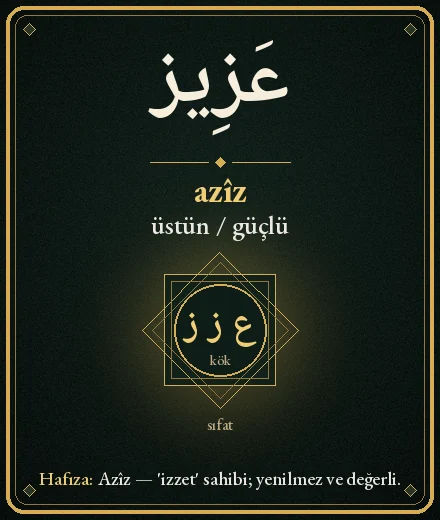 عَزِيز
azîz
üstün / güçlü
ع ز ز
kök
sıfat
Hafıza: Azîz — 'izzet' sahibi; yenilmez ve değerli.